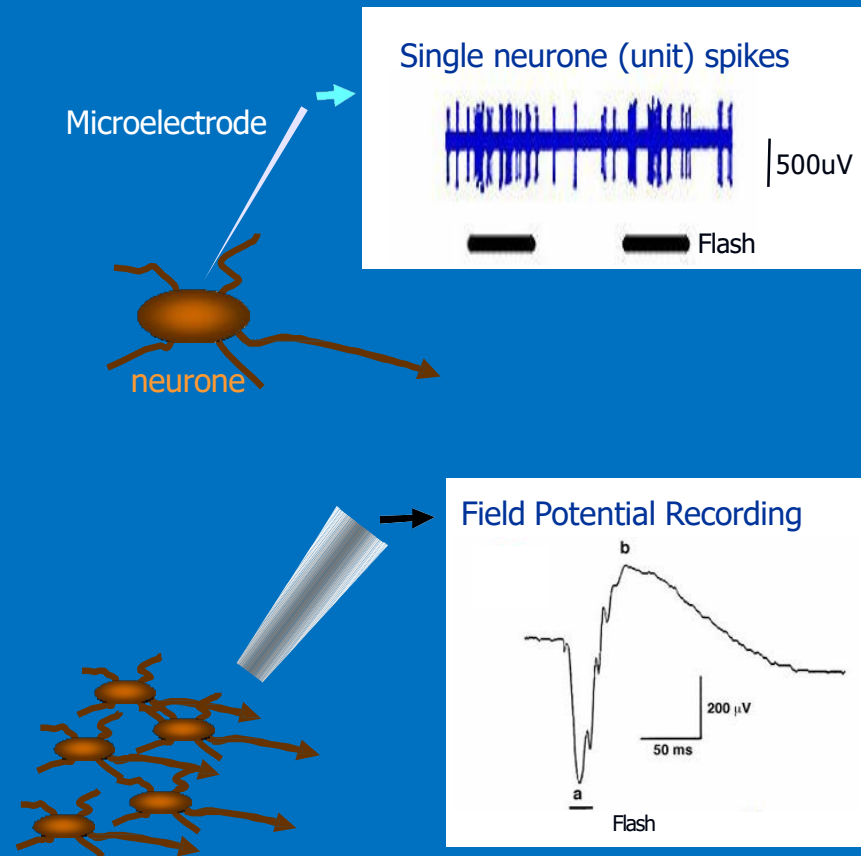 Single neurone (unit) spikes
Microelectrode
500uV
Flash
neurone
Field Potential Recording
b
200 μV
50 ms
a
Flash